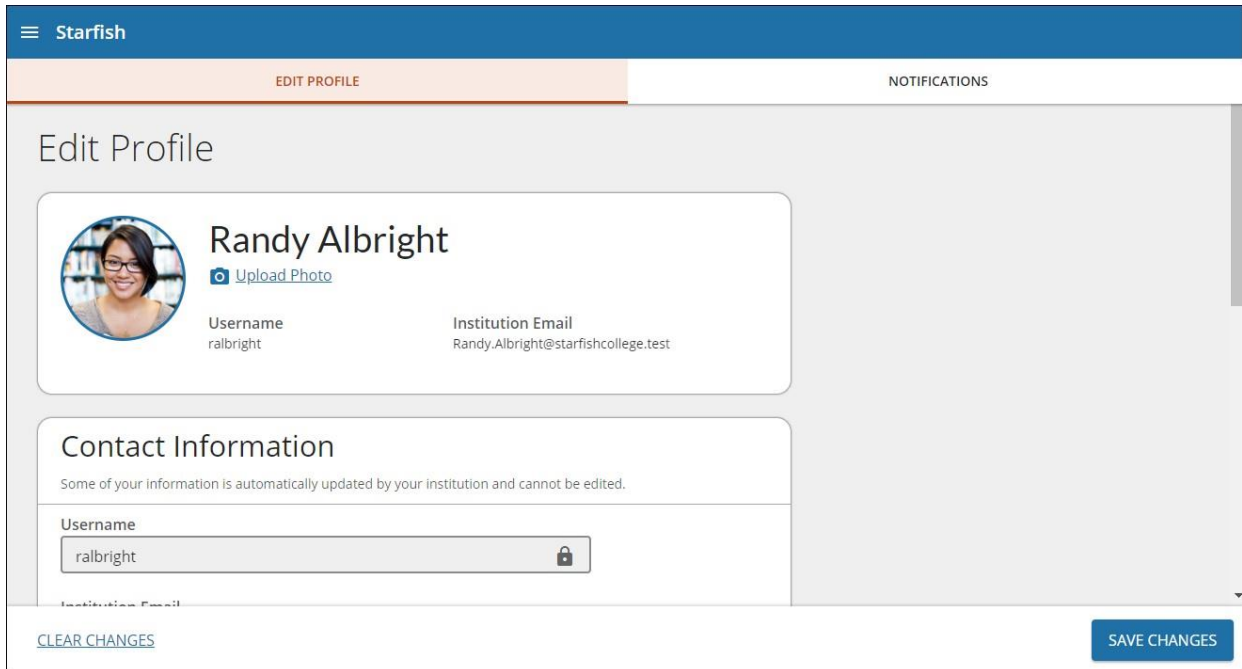 Starfish
EDIT PROFILE
NOTIFICATIONS
Edit Profile
Randy Albright
Upload Photo
Username
Institution Email
ralbright
Randy.Albright@starfishcollege.test
Contact Information
Some of your information is automatically updated by your institution and cannot be edited.
Username
ralbright
Institution Email
CLEAR CHANGES
SAVE CHANGES